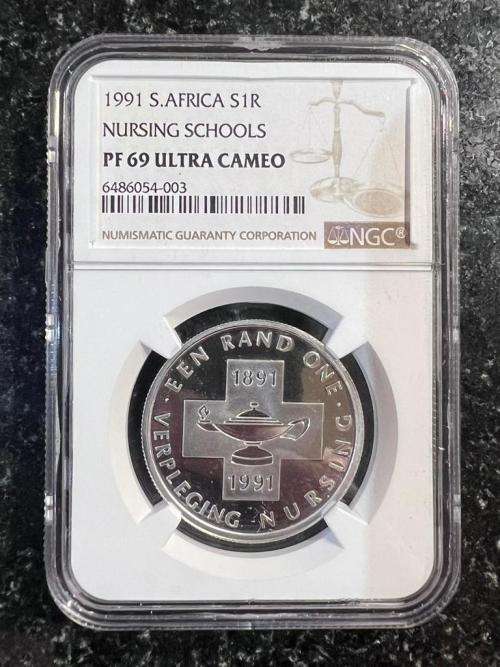 1991 S.AFRICA S1R
NURSING SCHOOLS
PF 69 ULTRA CAMEO
6486054-003
NUMISMATIC GUARANTY CORPORATION NGC®
· EEN RAND ONE ·
1891
1991
VERPLEGING NURSING